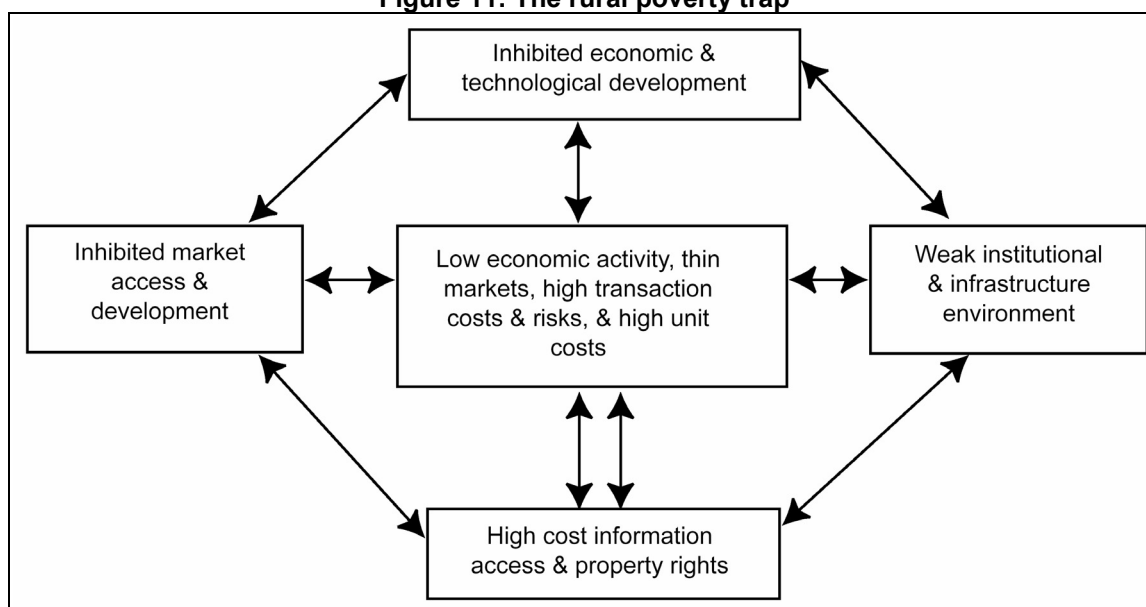 Figure 11: The rural poverty trap
Inhibited economic &
technological development
Inhibited market
access &
development
Low economic activity, thin
markets, high transaction
costs & risks, & high unit
costs
Weak institutional
& infrastructure
environment
High cost information
access & property rights